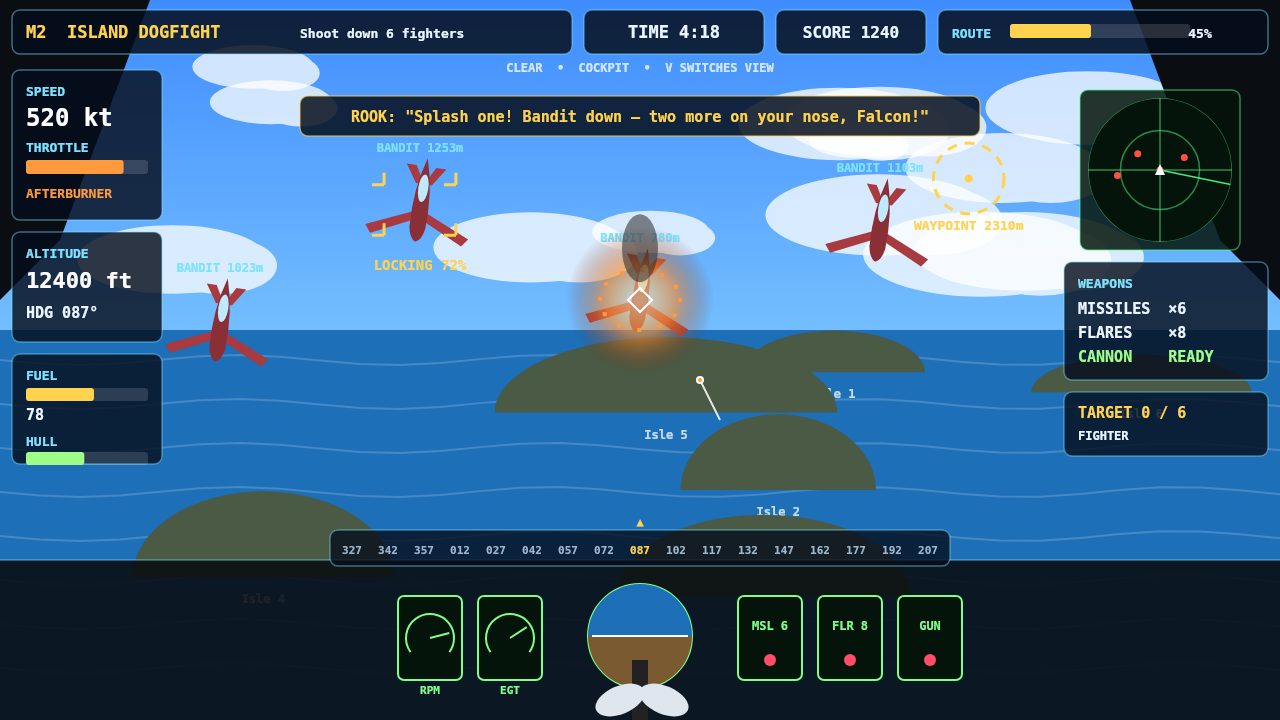 M2  ISLAND DOGFIGHT
Shoot down 6 fighters
TIME 4:18
SCORE 1240
ROUTE
45%
CLEAR • COCKPIT • V SWITCHES VIEW
SPEED
520 kt
THROTTLE
AFTERBURNER
ROOK: "Splash one! Bandit down — two more on your nose, Falcon!"
BANDIT 1253m
BANDIT 1103m
WAYPOINT 2310m
BANDIT 780m
LOCKING 72%
BANDIT 1023m
ALTITUDE
12400 ft
HDG 087°
WEAPONS
MISSILES ×6
FLARES ×8
CANNON READY
FUEL
78
HULL
TARGET 0 / 6
FIGHTER
le 1
Isle 5
Isle 2
327 342 357 012 027 042 057 072 087 102 117 132 147 162 177 192 207
Isle 4
MSL 6
FLR 8
GUN
RPM
EGT